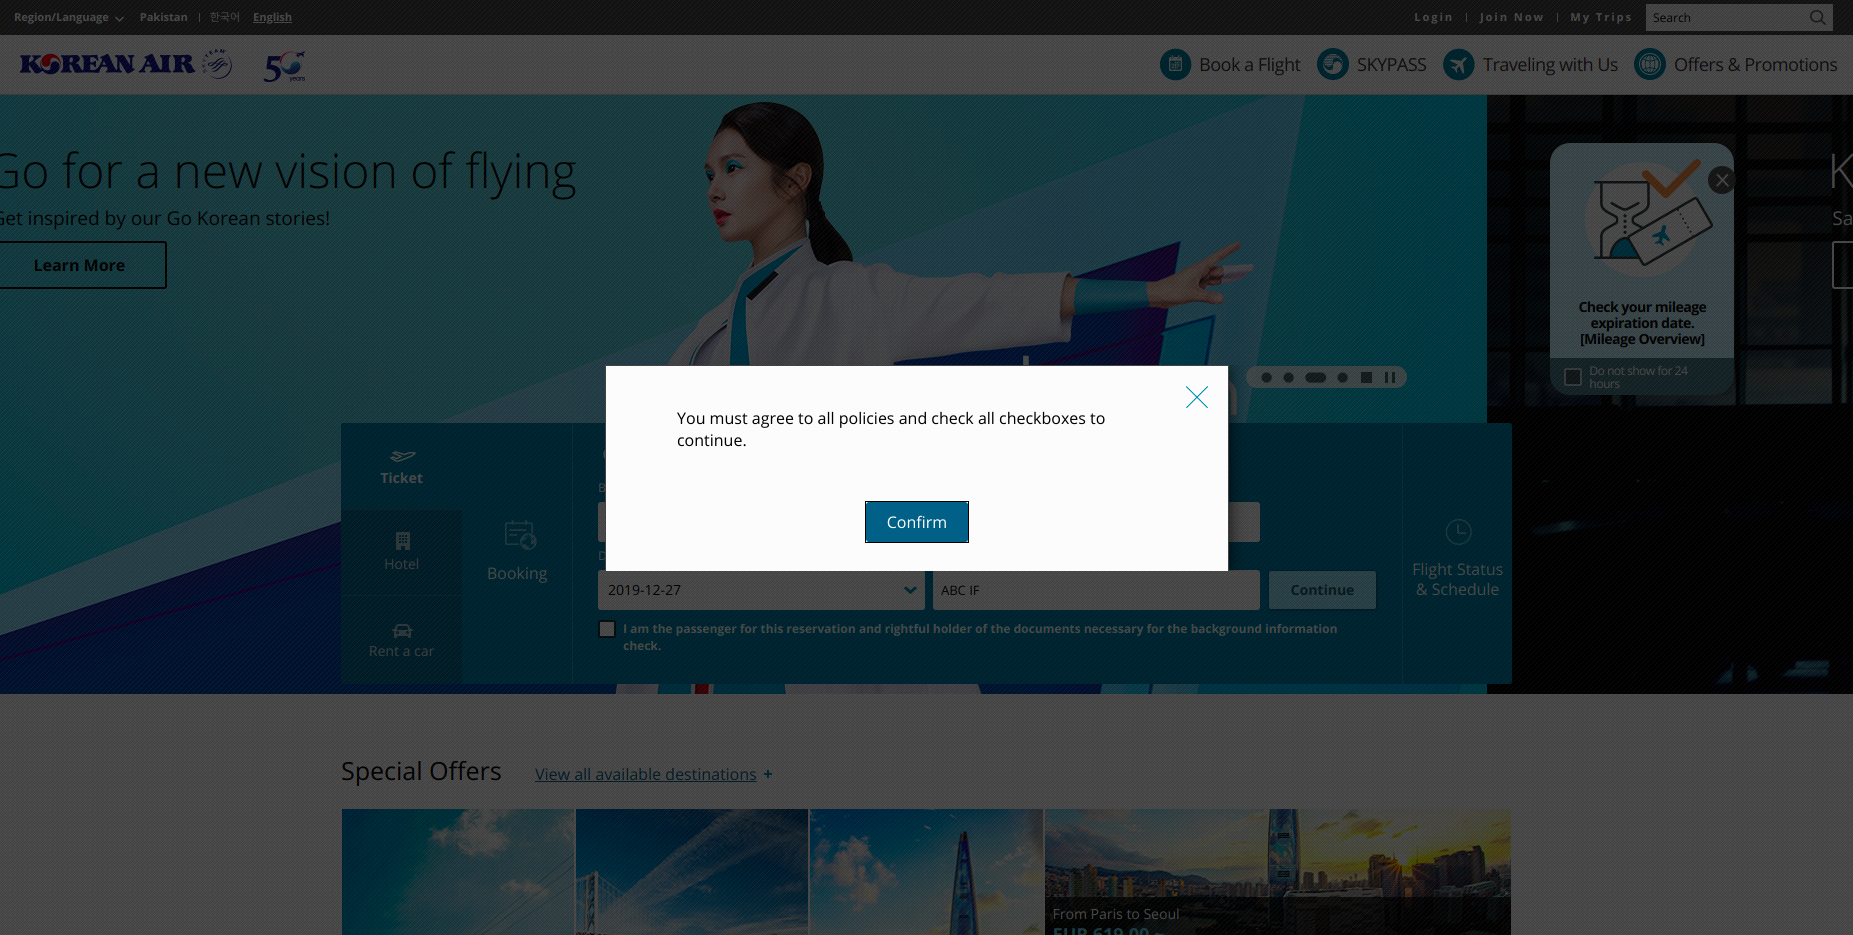 Region/Language
Pakistan
한국어
English
Login
Join Now
My Trips
Search
KOREAN AIR
50 years
Book a Flight
SKYPASS
Traveling with Us
Offers & Promotions
Go for a new vision of flying
Get inspired by our Go Korean stories!
Learn More
Check your mileage
expiration date.
[Mileage Overview]
Do not show for 24
hours
K
Sa
You must agree to all policies and check all checkboxes to
continue.
Confirm
Ticket
Hotel
Rent a car
Booking
B
D
2019-12-27
ABC IF
Continue
I am the passenger for this reservation and rightful holder of the documents necessary for the background information
check.
Flight Status
& Schedule
Special Offers
View all available destinations +
From Paris to Seoul
EUR 619.00 ~